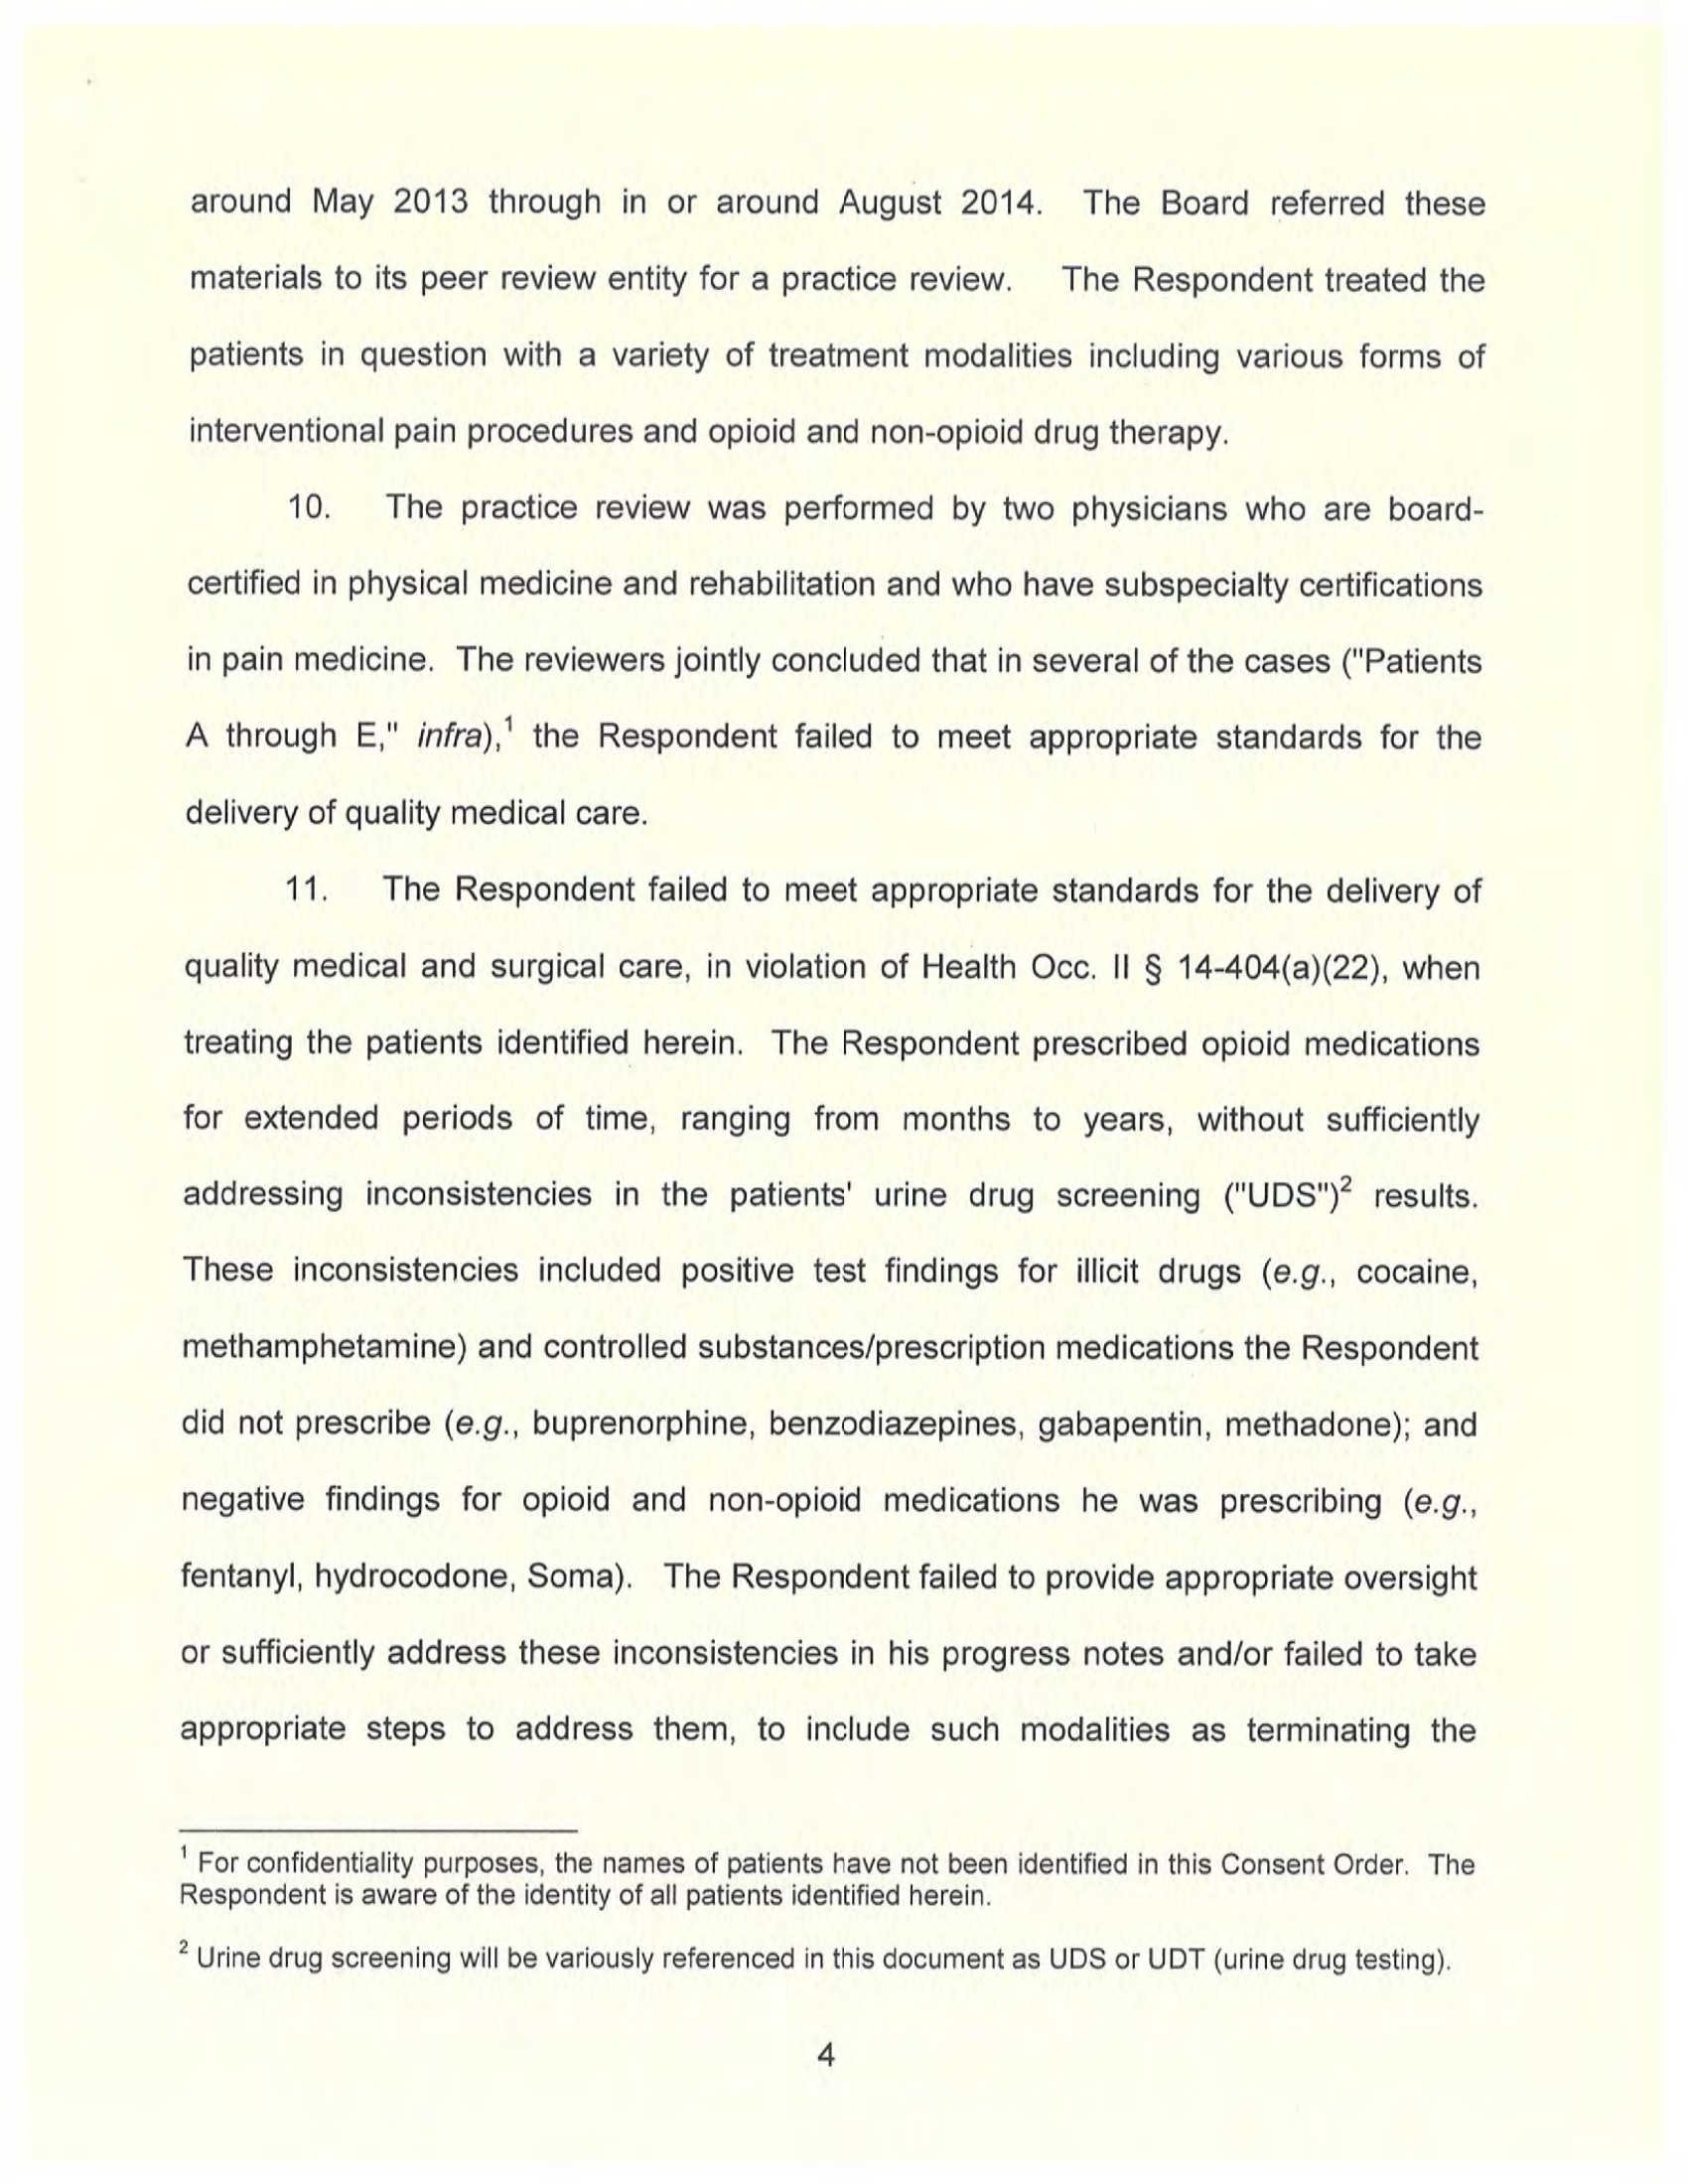 around May 2013 through in or around August 2014. The Board referred these
materials to its peer review entity for a practice review. The Respondent treated the
patients in question with a variety of treatment modalities including various forms of
interventional pain procedures and opioid and non-opioid drug therapy.
10. The practice review was performed by two physicians who are board-
certified in physical medicine and rehabilitation and who have subspecialty certifications
in pain medicine. The reviewers jointly concluded that in several of the cases ("Patients
A through E," infra),1 the Respondent failed to meet appropriate standards for the
delivery of quality medical care.
11. The Respondent failed to meet appropriate standards for the delivery of
quality medical and surgical care, in violation of Health Occ. II § 14-404(a)(22), when
treating the patients identified herein. The Respondent prescribed opioid medications
for extended periods of time, ranging from months to years, without sufficiently
addressing inconsistencies in the patients' urine drug screening ("UDS")2 results.
These inconsistencies included positive test findings for illicit drugs (e.g., cocaine,
methamphetamine) and controlled substances/prescription medications the Respondent
did not prescribe (e.g., buprenorphine, benzodiazepines, gabapentin, methadone); and
negative findings for opioid and non-opioid medications he was prescribing (e.g.,
fentanyl, hydrocodone, Soma). The Respondent failed to provide appropriate oversight
or sufficiently address these inconsistencies in his progress notes and/or failed to take
appropriate steps to address them, to include such modalities as terminating the
1 For confidentiality purposes, the names of patients have not been identified in this Consent Order. The
Respondent is aware of the identity of all patients identified herein.
2 Urine drug screening will be variously referenced in this document as UDS or UDT (urine drug testing).
4